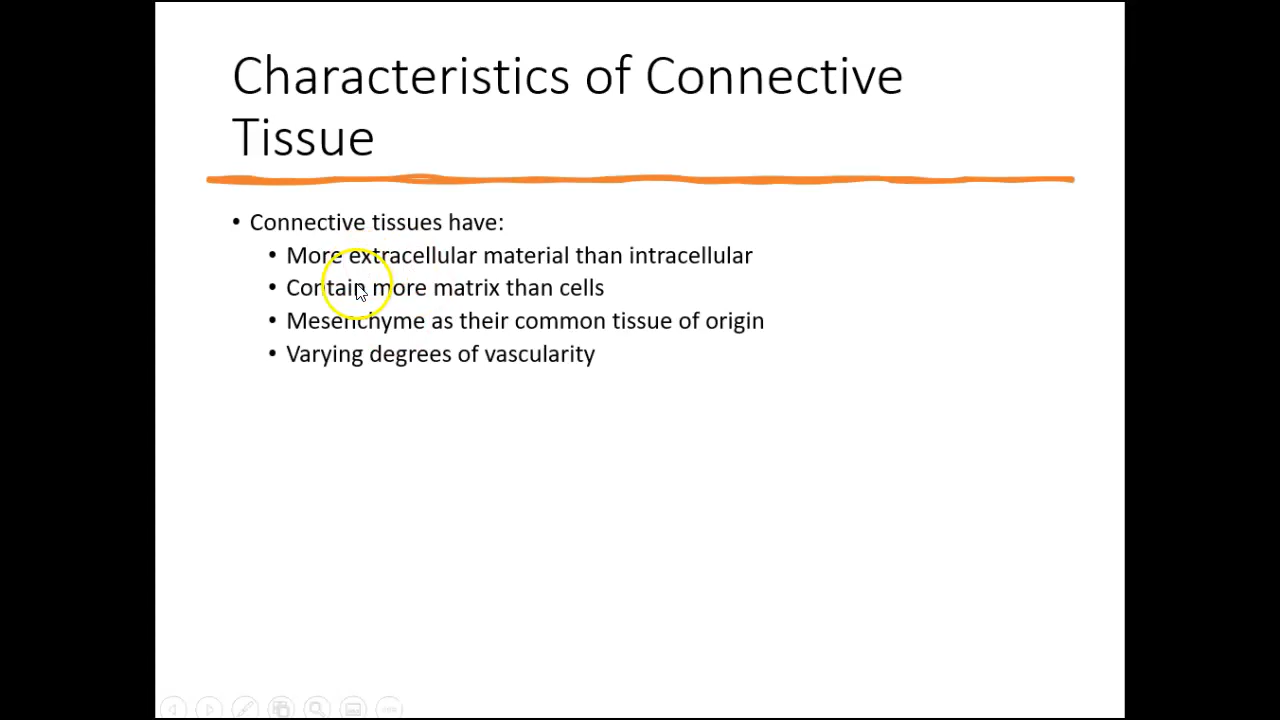 Characteristics of Connective
Tissue
• Connective tissues have:
• More extracellular material than intracellular
• Contain more matrix than cells
• Mesenchyme as their common tissue of origin
• Varying degrees of vascularity